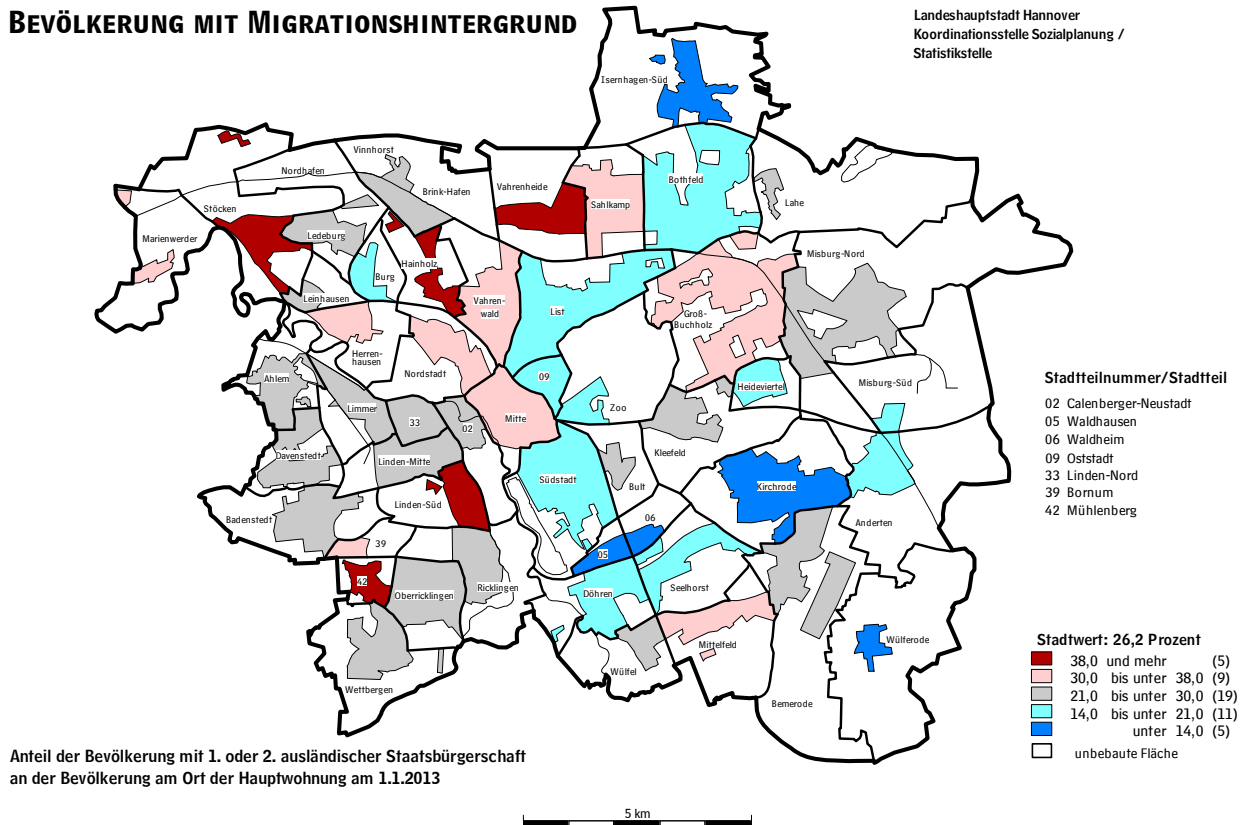 BEVÖLKERUNG MIT MIGRATIONSHINTERGRUND
Landeshauptstadt Hannover
Koordinationsstelle Sozialplanung /
Statistikstelle
Isernhagen-Süd
Vinnhorst
Nordhafen
Brink-Hafen
Vahrenheide
Bothfeld
Sahlkamp
Lahe
Stöcken
Marienwerder
Ledeburg
Hainholz
Burg
Misburg-Nord
Leinhausen
Vahren-
wald
List
Groß-
Buchholz
Herren-
hausen
Nordstadt
09
Heideviertel
Misburg-Süd
Ahlem
Limmer
Zoo
Mitte
33
02
Kleefeld
Davenstedt
Linden-Mitte
Südstadt
Bult
Kirchrode
Linden-Süd
Badenstedt
06
Anderten
39
05
42
Oberricklingen
Ricklingen
Döhren
Seelhorst
Mittelfeld
Wülferode
Wülfel
Wettbergen
Bemerode
Stadtteilnummer/Stadtteil
02 Calenberger-Neustadt
05 Waldhausen
06 Waldheim
09 Oststadt
33 Linden-Nord
39 Bornum
42 Mühlenberg
Stadtwert: 26,2 Prozent
38,0 und mehr (5)
30,0 bis unter 38,0 (9)
21,0 bis unter 30,0 (19)
14,0 bis unter 21,0 (11)
unter 14,0 (5)
unbebaute Fläche
Anteil der Bevölkerung mit 1. oder 2. ausländischer Staatsbürgerschaft
an der Bevölkerung am Ort der Hauptwohnung am 1.1.2013
5 km